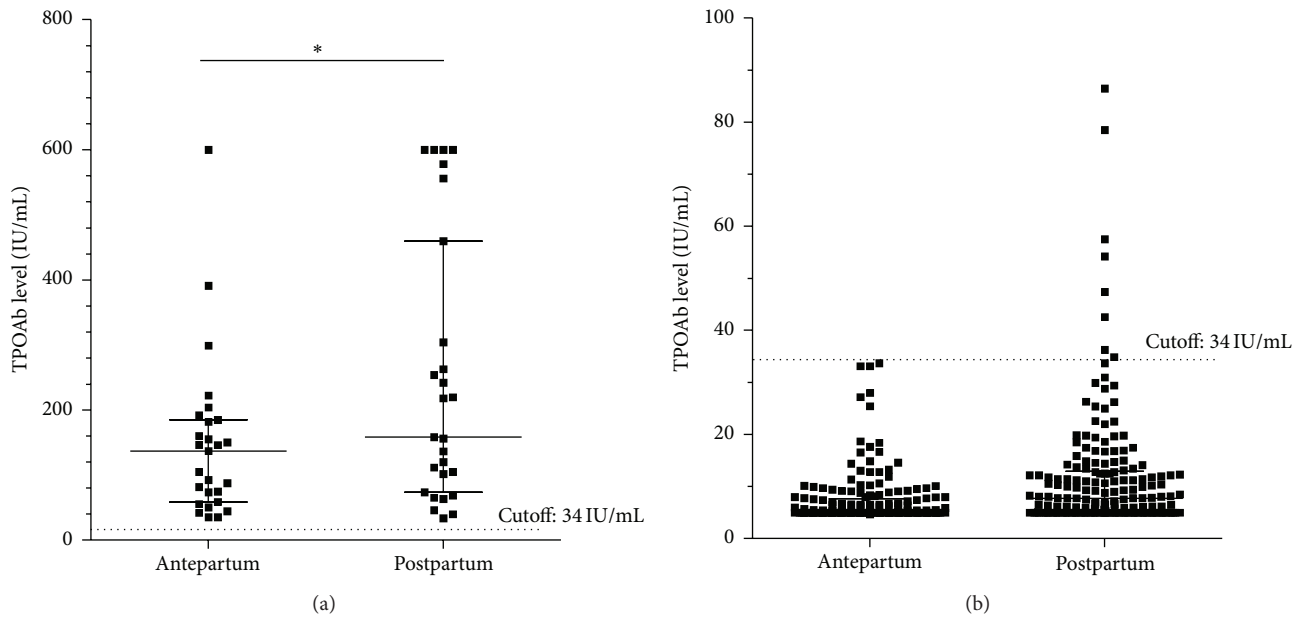 800
600
400
200
0
TPOAb level (IU/mL)
*
Cutoff: 34 IU/mL
Antepartum
Postpartum
(a)
100
80
60
40
20
0
TPOAb level (IU/mL)
Cutoff: 34 IU/mL
Antepartum
Postpartum
(b)